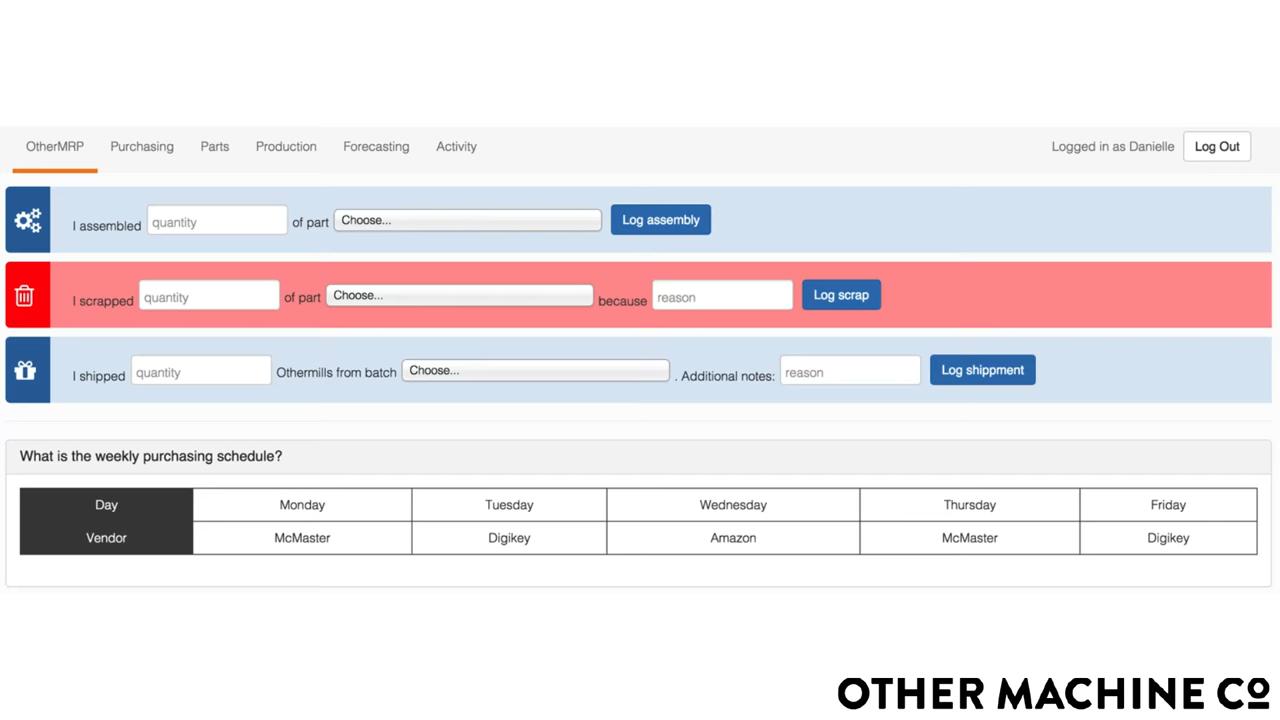 OtherMRP Purchasing Parts Production Forecasting Activity Logged in as Danielle Log Out
I assembled quantity of part Choose... Log assembly
I scrapped quantity of part Choose... because reason Log scrap
I shipped quantity Othermills from batch Choose... . Additional notes: reason Log shippment
What is the weekly purchasing schedule?
Day Monday Tuesday Wednesday Thursday Friday
Vendor McMaster Digikey Amazon McMaster Digikey
OTHER MACHINE Co